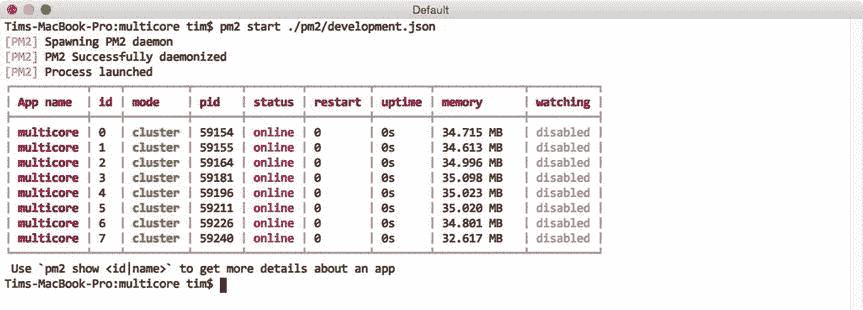 Default
Tims-MacBook-Pro:multicore tim$ pm2 start ./pm2/development.json
[PM2] Spawning PM2 daemon
[PM2] PM2 Successfully daemonized
[PM2] Process launched
App name | id | mode | pid | status | restart | uptime | memory | watching
multicore | 0 | cluster | 59154 | online | 0 | 0s | 34.715 MB | disabled
multicore | 1 | cluster | 59155 | online | 0 | 0s | 34.613 MB | disabled
multicore | 2 | cluster | 59164 | online | 0 | 0s | 34.996 MB | disabled
multicore | 3 | cluster | 59181 | online | 0 | 0s | 35.098 MB | disabled
multicore | 4 | cluster | 59196 | online | 0 | 0s | 35.023 MB | disabled
multicore | 5 | cluster | 59211 | online | 0 | 0s | 35.020 MB | disabled
multicore | 6 | cluster | 59226 | online | 0 | 0s | 34.801 MB | disabled
multicore | 7 | cluster | 59240 | online | 0 | 0s | 32.617 MB | disabled
Use `pm2 show <id|name>` to get more details about an app
Tims-MacBook-Pro:multicore tim$